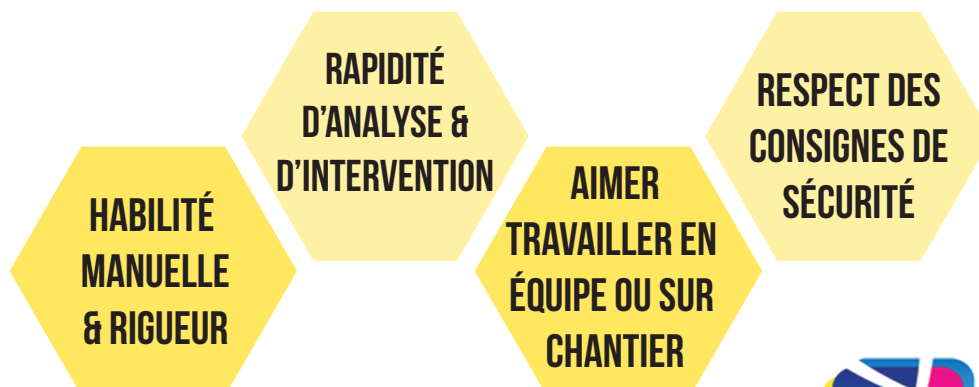 HABILITÉ
MANUELLE
& RIGUEUR
RAPIDITÉ
D'ANALYSE &
D'INTERVENTION
AIMER
TRAVAILLER EN
ÉQUIPE OU SUR
CHANTIER
RESPECT DES
CONSIGNES DE
SÉCURITÉ